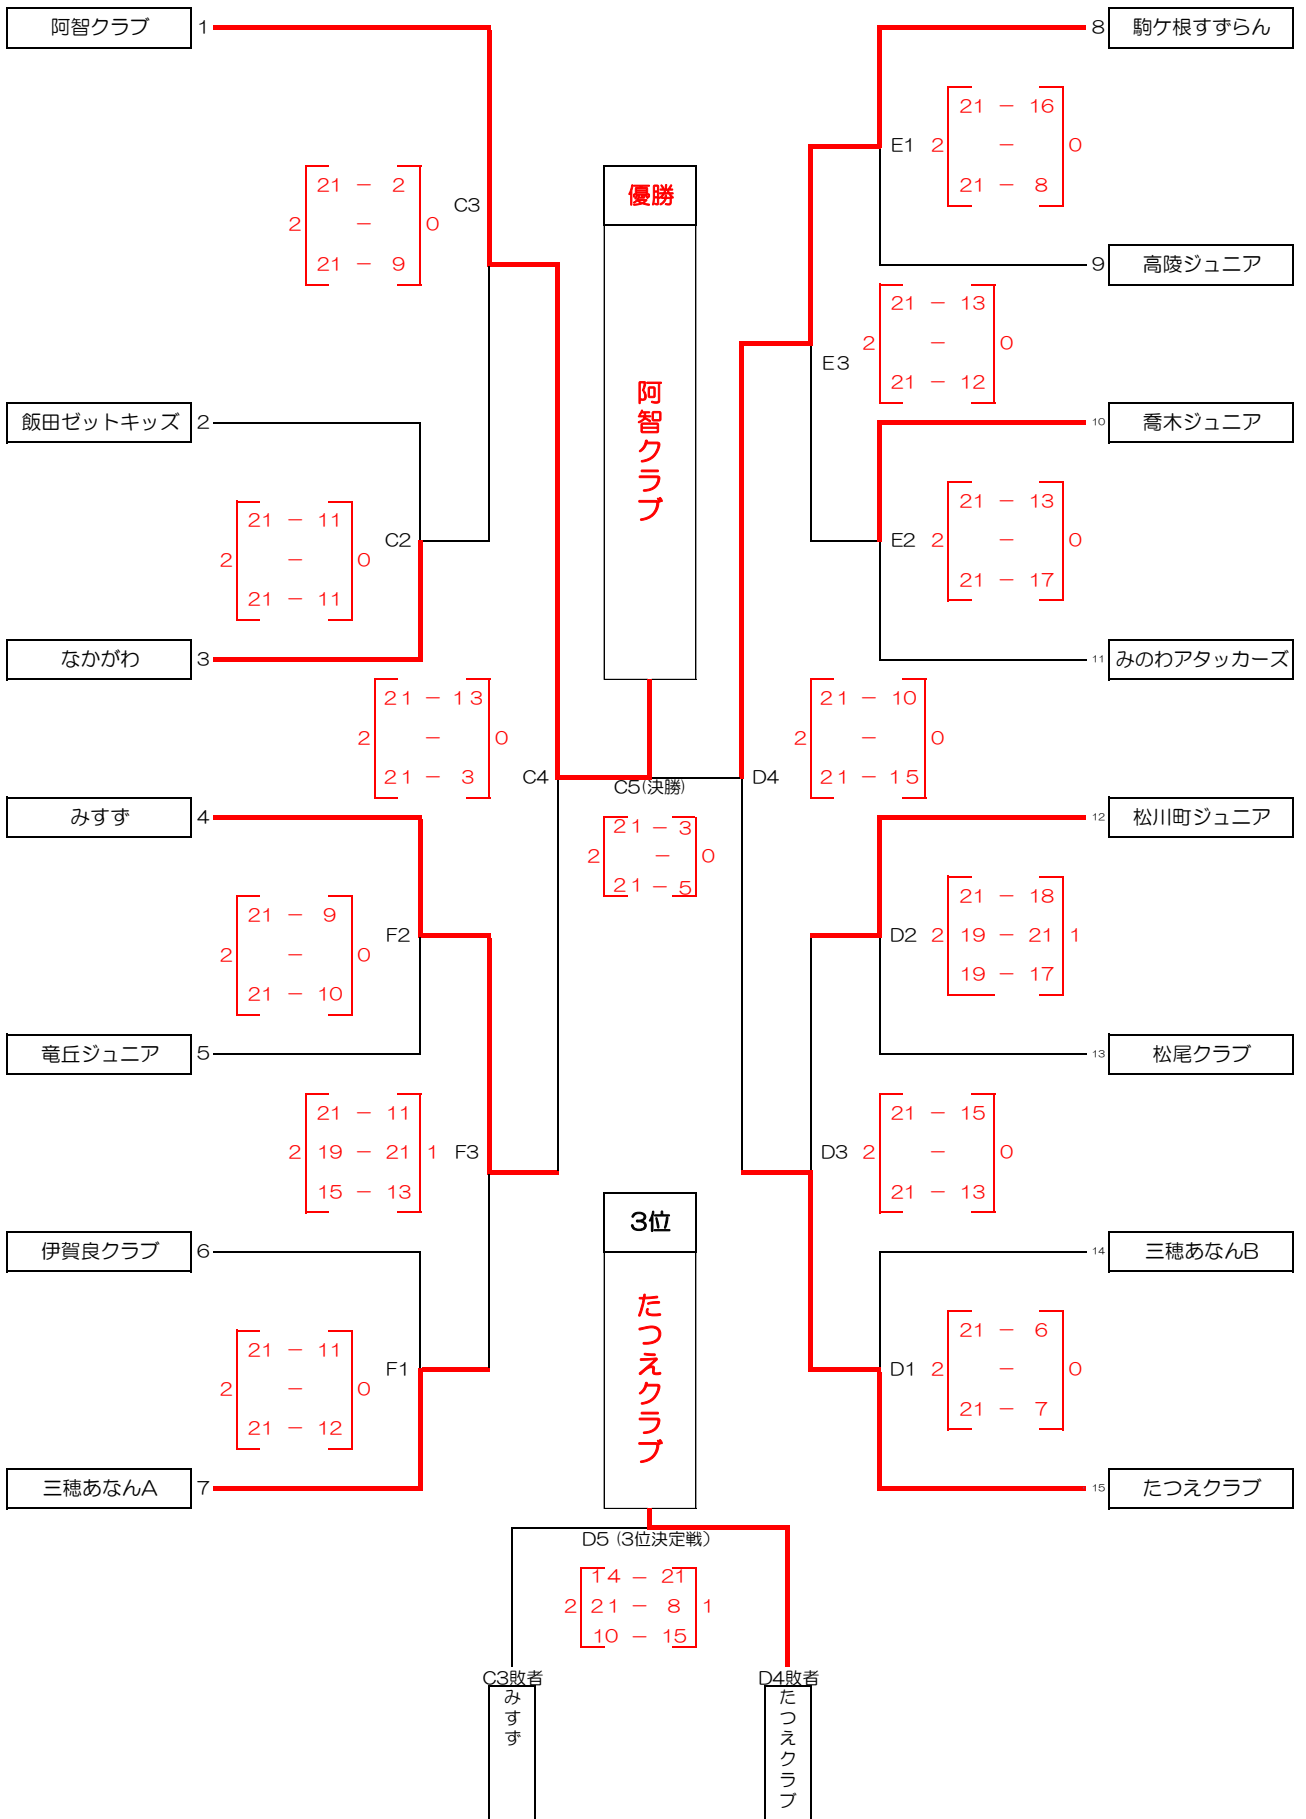 阿智クラブ 1
8 駒ケ根すずらん
21 − 16
E1 2 − 0
21 − 8
優勝
21 − 2
C3
2 − 0
21 − 9
9 高陵ジュニア
21 − 13
E3 2 − 0
21 − 12
阿智クラブ
飯田ゼットキッズ 2
10 喬木ジュニア
21 − 11
C2
2 − 0
21 − 11
21 − 13
E2 2 − 0
21 − 17
なかがわ 3
11 みのわアタッカーズ
21 − 13
2 − 0
21 − 3
C4
C5(決勝)
D4
21 − 10
2 − 0
21 − 15
みすず 4
12 松川町ジュニア
21 − 3
2 − 0
21 − 5
21 − 9
F2
2 − 0
21 − 10
21 − 18
D2 2 19 − 21 1
19 − 17
竜丘ジュニア 5
13 松尾クラブ
21 − 11
2 19 − 21 1 F3
15 − 13
21 − 15
D3 2 − 0
21 − 13
3位
伊賀良クラブ 6
14 三穂あなんB
たつえクラブ
21 − 11
F1
2 − 0
21 − 12
21 − 6
D1 2 − 0
21 − 7
三穂あなんA 7
15 たつえクラブ
D5 (3位決定戦)
14 − 21
2 21 − 8 1
10 − 15
C3敗者
みすず
D4敗者
たつえクラブ